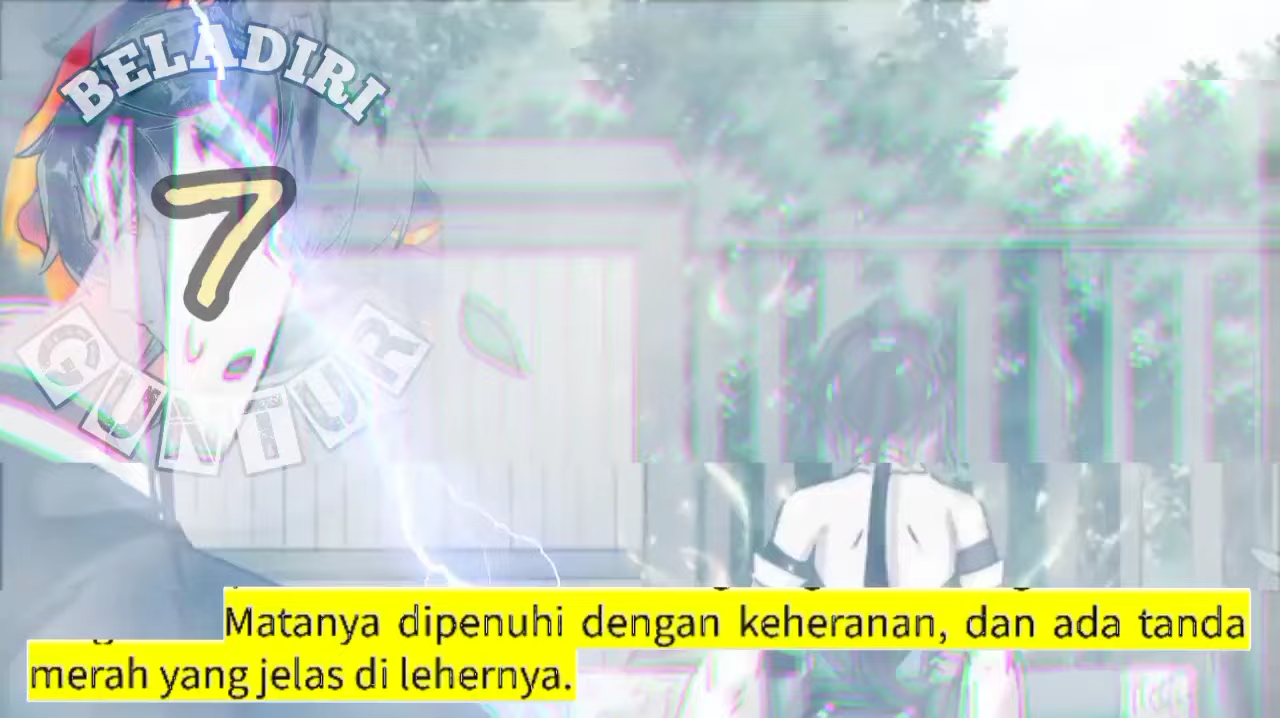 BELADIRI
7
GUNTUR
Matanya dipenuhi dengan keheranan, dan ada tanda
merah yang jelas di lehernya.